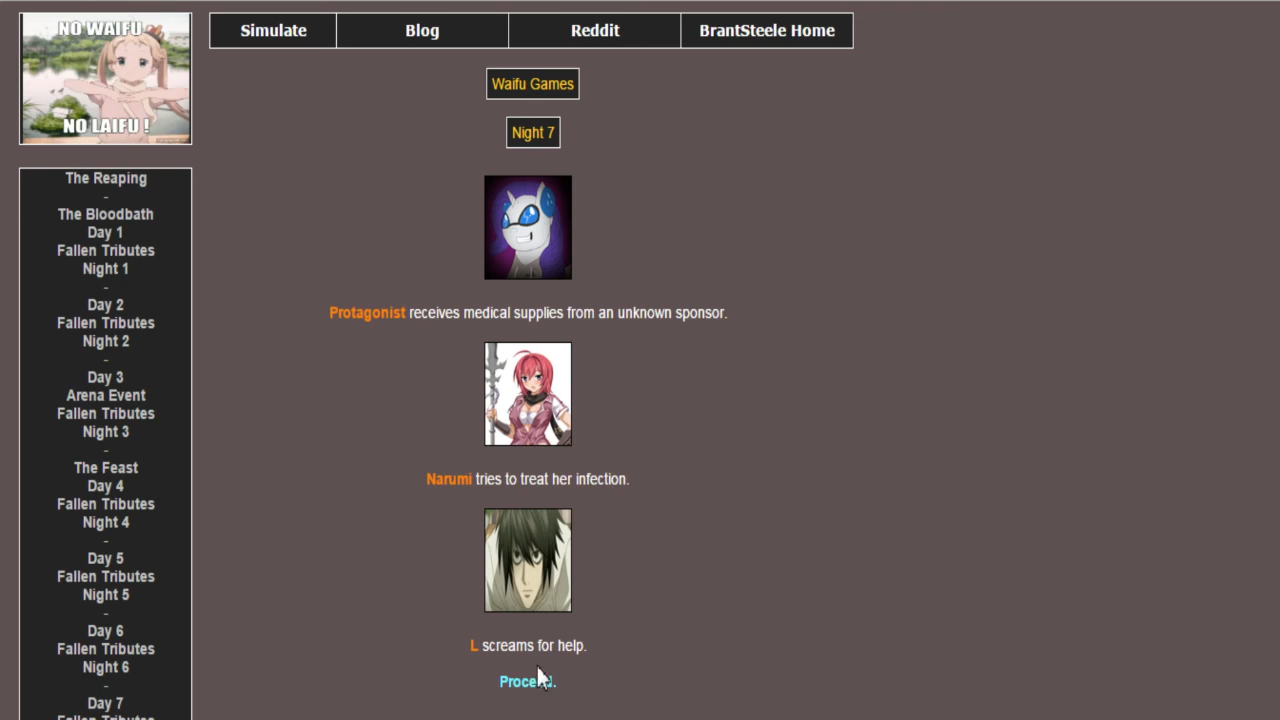 NO WAIFU
NO LAIFU !
Simulate
Blog
Reddit
BrantSteele Home
The Reaping
-
The Bloodbath
Day 1
Fallen Tributes
Night 1
-
Day 2
Fallen Tributes
Night 2
-
Day 3
Arena Event
Fallen Tributes
Night 3
-
The Feast
Day 4
Fallen Tributes
Night 4
-
Day 5
Fallen Tributes
Night 5
-
Day 6
Fallen Tributes
Night 6
-
Day 7
Fallen Tributes
Waifu Games
Night 7
Protagonist receives medical supplies from an unknown sponsor.
Narumi tries to treat her infection.
L screams for help.
Proceed.